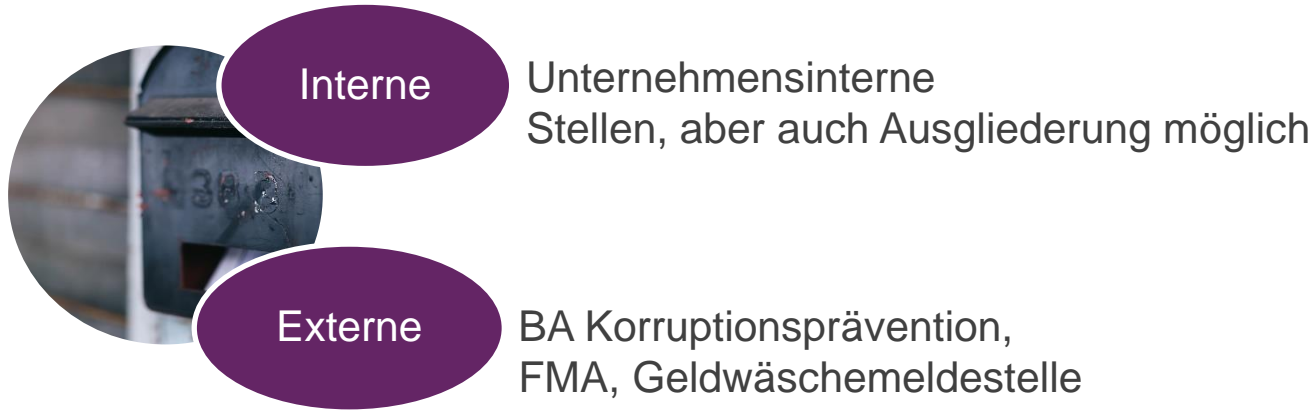 Interne
Unternehmensinterne
Stellen, aber auch Ausgliederung möglich
Externe
BA Korruptionsprävention,
FMA, Geldwäschemeldestelle